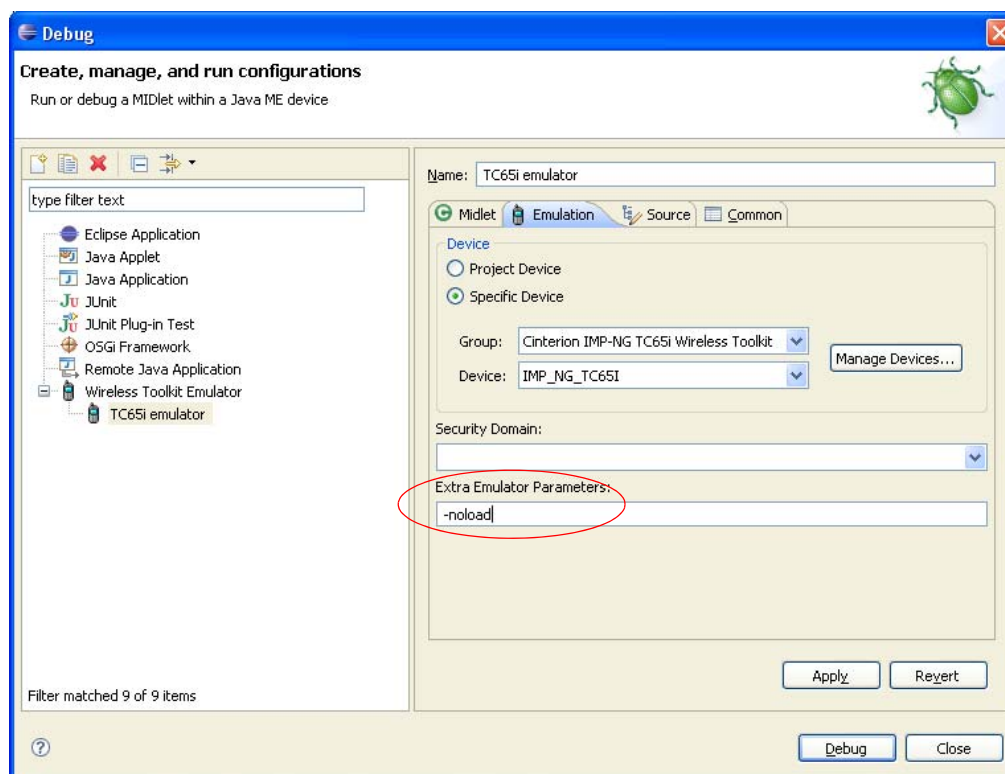 Debug
Create, manage, and run configurations
Run or debug a MIDlet within a Java ME device
type filter text
Eclipse Application
Java Applet
Java Application
JUnit
JUnit Plug-in Test
OSGi Framework
Remote Java Application
Wireless Toolkit Emulator
TC65i emulator
Filter matched 9 of 9 items
Name: TC65i emulator
Midlet Emulation Source Common
Device
Project Device
Specific Device
Group: Cinterion IMP-NG TC65i Wireless Toolkit
Manage Devices...
Device: IMP_NG_TC65I
Security Domain:
Extra Emulator Parameters:
-noload
Apply Revert
Debug Close